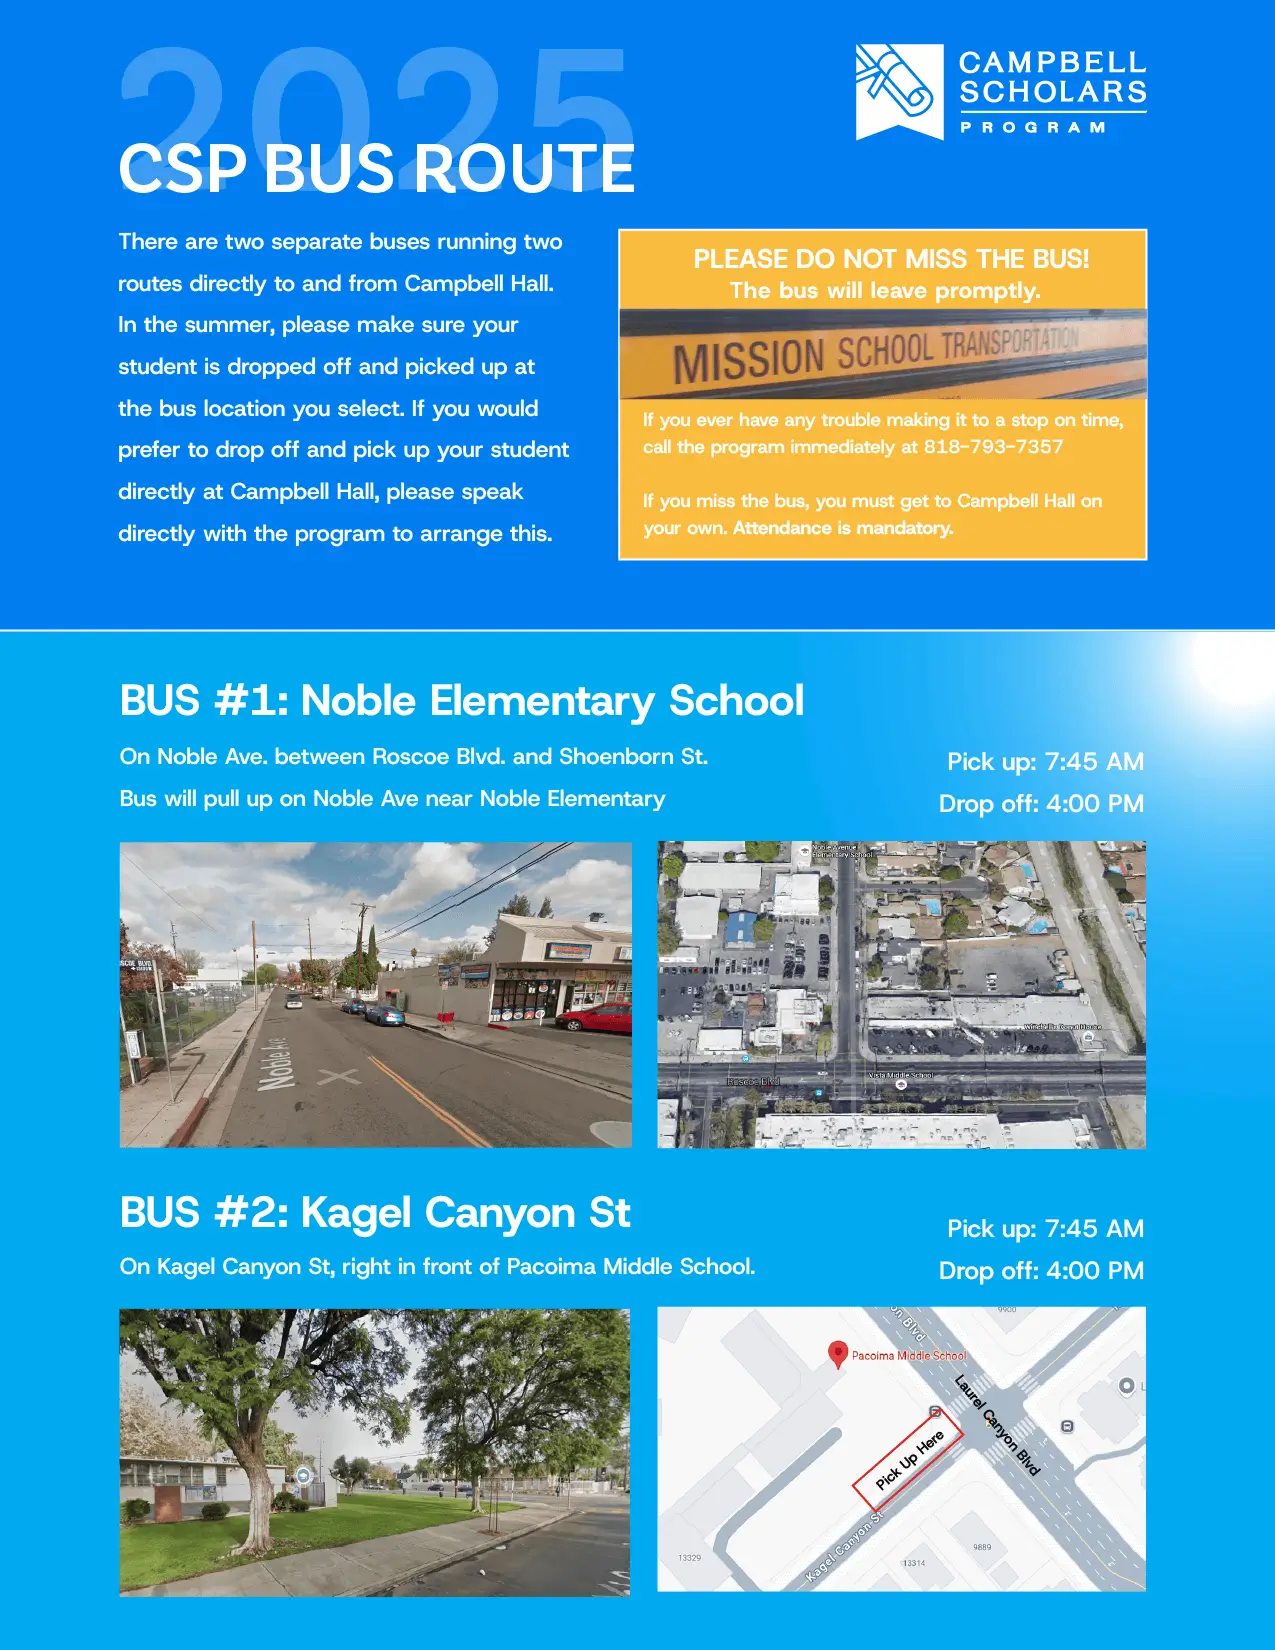 2025
CSP BUS ROUTE
CAMPBELL
SCHOLARS
PROGRAM
There are two separate buses running two
routes directly to and from Campbell Hall.
In the summer, please make sure your
student is dropped off and picked up at
the bus location you select. If you would
prefer to drop off and pick up your student
directly at Campbell Hall, please speak
directly with the program to arrange this.
PLEASE DO NOT MISS THE BUS!
The bus will leave promptly.
MISSION SCHOOL TRANSPORTATION
If you ever have any trouble making it to a stop on time,
call the program immediately at 818-793-7357
If you miss the bus, you must get to Campbell Hall on
your own. Attendance is mandatory.
BUS #1: Noble Elementary School
On Noble Ave. between Roscoe Blvd. and Shoenborn St.
Bus will pull up on Noble Ave near Noble Elementary
Pick up: 7:45 AM
Drop off: 4:00 PM
SCOE BLVD
Noble Ave
Noble Avenue
Elementary School
Donut House
Vista Middle School
Roscoe Blvd
BUS #2: Kagel Canyon St
On Kagel Canyon St, right in front of Pacoima Middle School.
Pick up: 7:45 AM
Drop off: 4:00 PM
9900
on Blvd
Pacoima Middle School
L
Laurel Canyon Blvd
Pick Up Here
Kagel Canyon St
13329
13314
9889